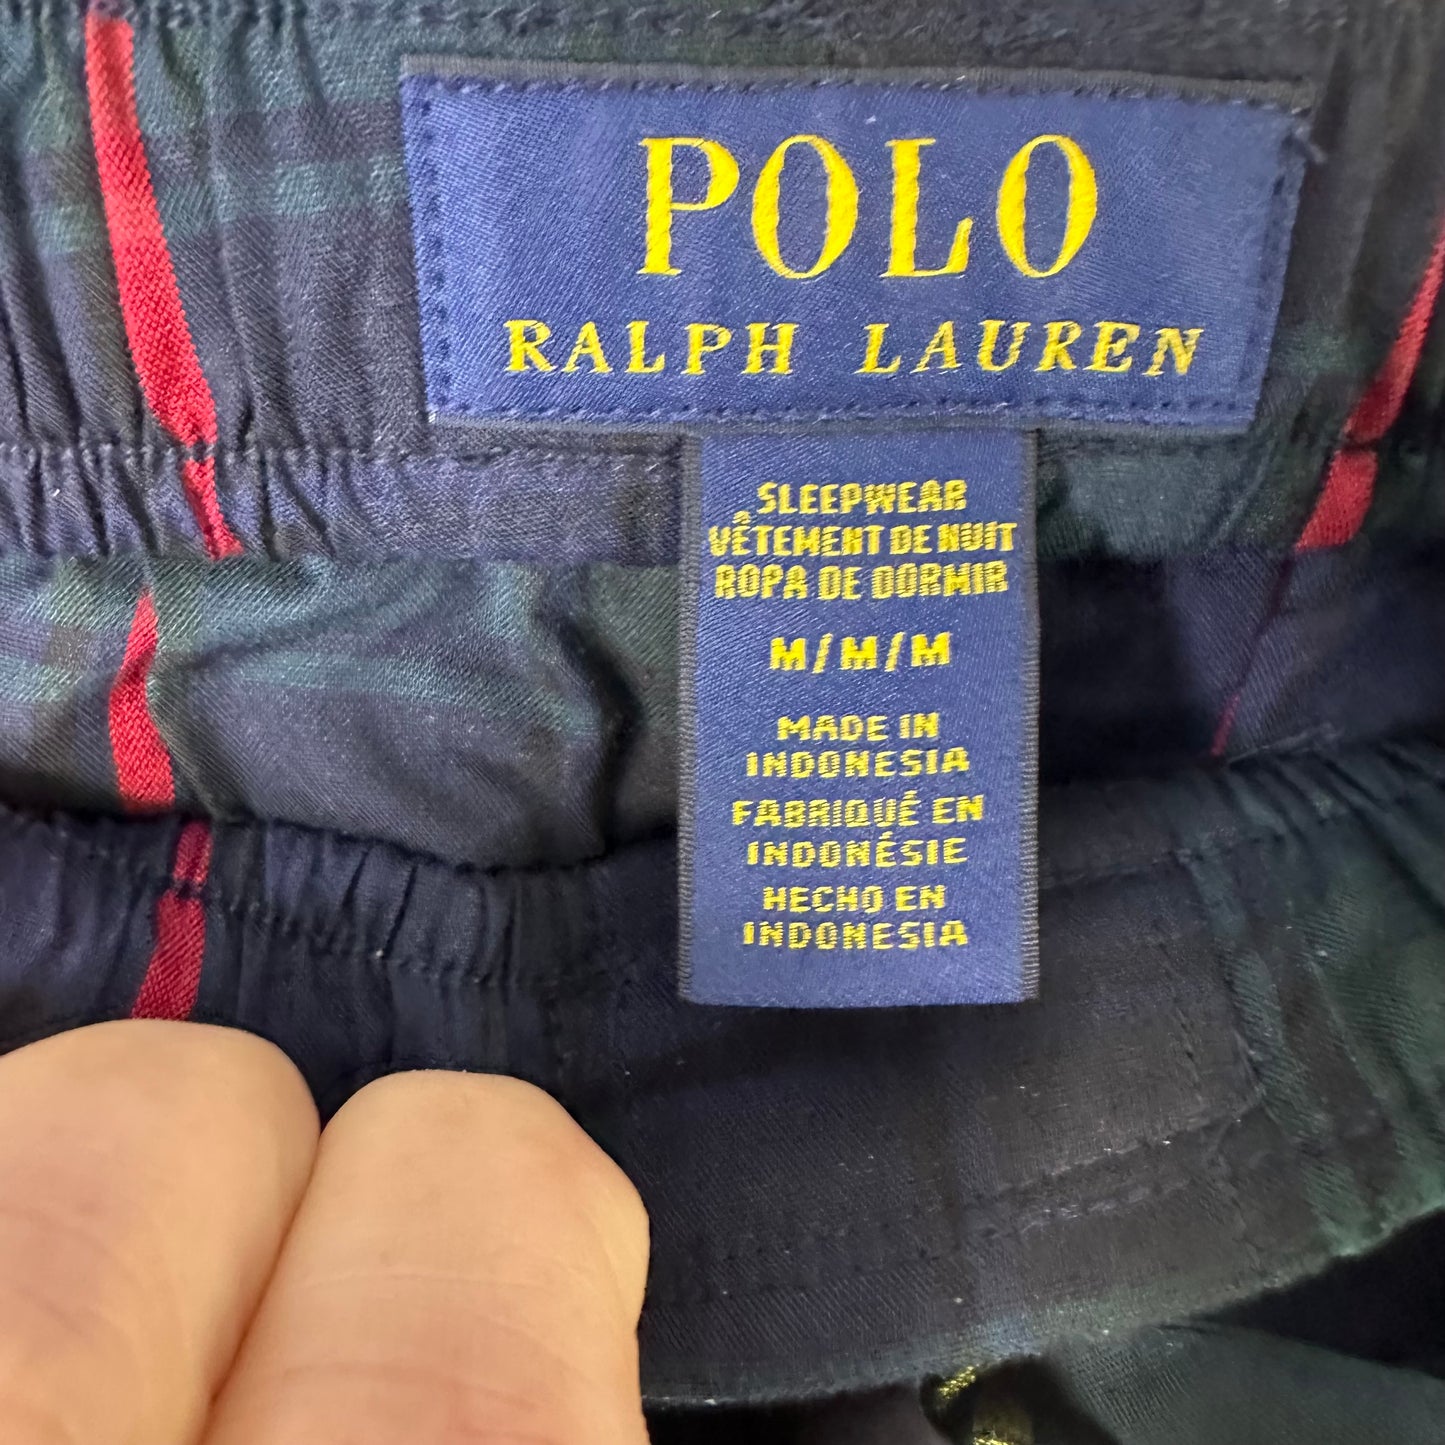 POLO
RALPH LAUREN
SLEEPWEAR
VÊTEMENT DE NUIT
ROPA DE DORMIR
M/M/M
MADE IN
INDONESIA
FABRIQUÉ EN
INDONÉSIE
HECHO EN
INDONESIA